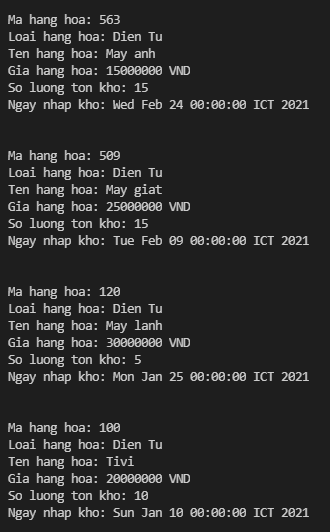 Ma hang hoa: 563
Loai hang hoa: Dien Tu
Ten hang hoa: May anh
Gia hang hoa: 15000000 VND
So luong ton kho: 15
Ngay nhap kho: Wed Feb 24 00:00:00 ICT 2021
Ma hang hoa: 509
Loai hang hoa: Dien Tu
Ten hang hoa: May giat
Gia hang hoa: 25000000 VND
So luong ton kho: 15
Ngay nhap kho: Tue Feb 09 00:00:00 ICT 2021
Ma hang hoa: 120
Loai hang hoa: Dien Tu
Ten hang hoa: May lanh
Gia hang hoa: 30000000 VND
So luong ton kho: 5
Ngay nhap kho: Mon Jan 25 00:00:00 ICT 2021
Ma hang hoa: 100
Loai hang hoa: Dien Tu
Ten hang hoa: Tivi
Gia hang hoa: 20000000 VND
So luong ton kho: 10
Ngay nhap kho: Sun Jan 10 00:00:00 ICT 2021